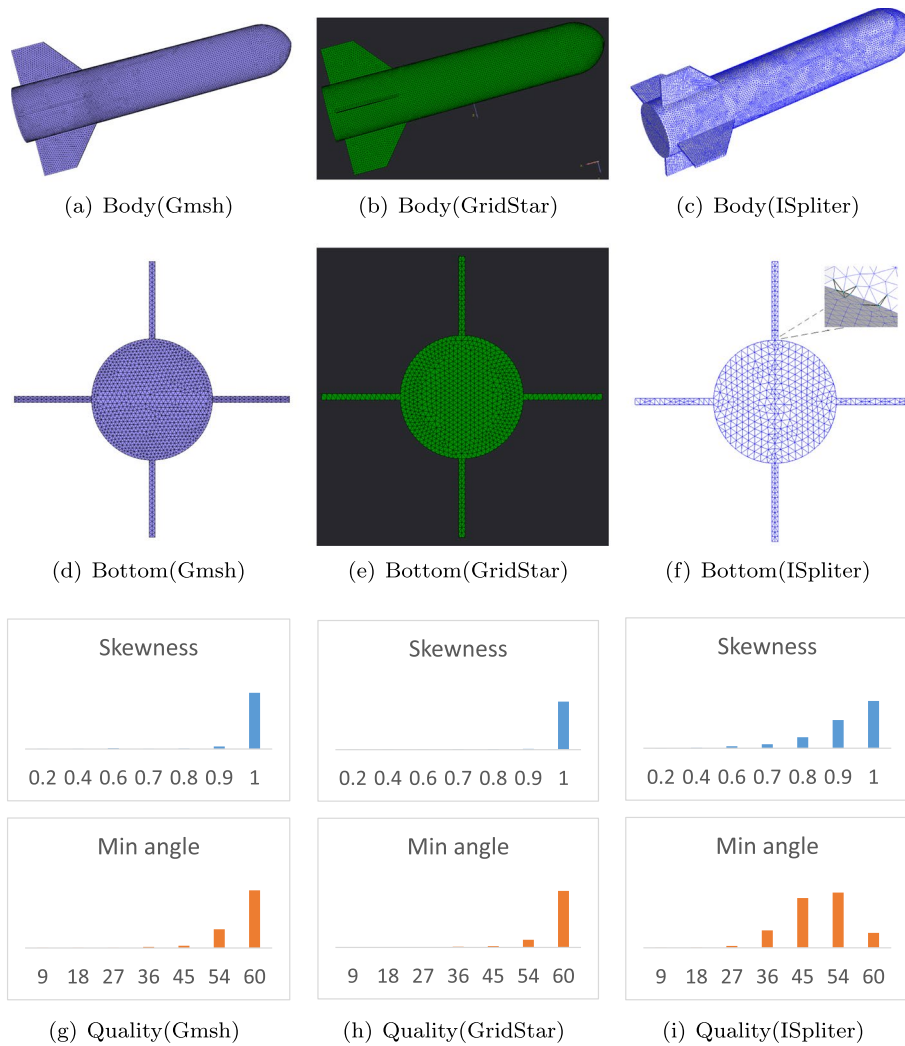 (a) Body(Gmsh)
(b) Body(GridStar)
(c) Body(ISpliter)
(d) Bottom(Gmsh)
(e) Bottom(GridStar)
(f) Bottom(ISpliter)
Skewness
0.2 0.4 0.6 0.7 0.8 0.9 1
Skewness
0.2 0.4 0.6 0.7 0.8 0.9 1
Skewness
0.2 0.4 0.6 0.7 0.8 0.9 1
Min angle
9 18 27 36 45 54 60
Min angle
9 18 27 36 45 54 60
Min angle
9 18 27 36 45 54 60
(g) Quality(Gmsh)
(h) Quality(GridStar)
(i) Quality(ISpliter)